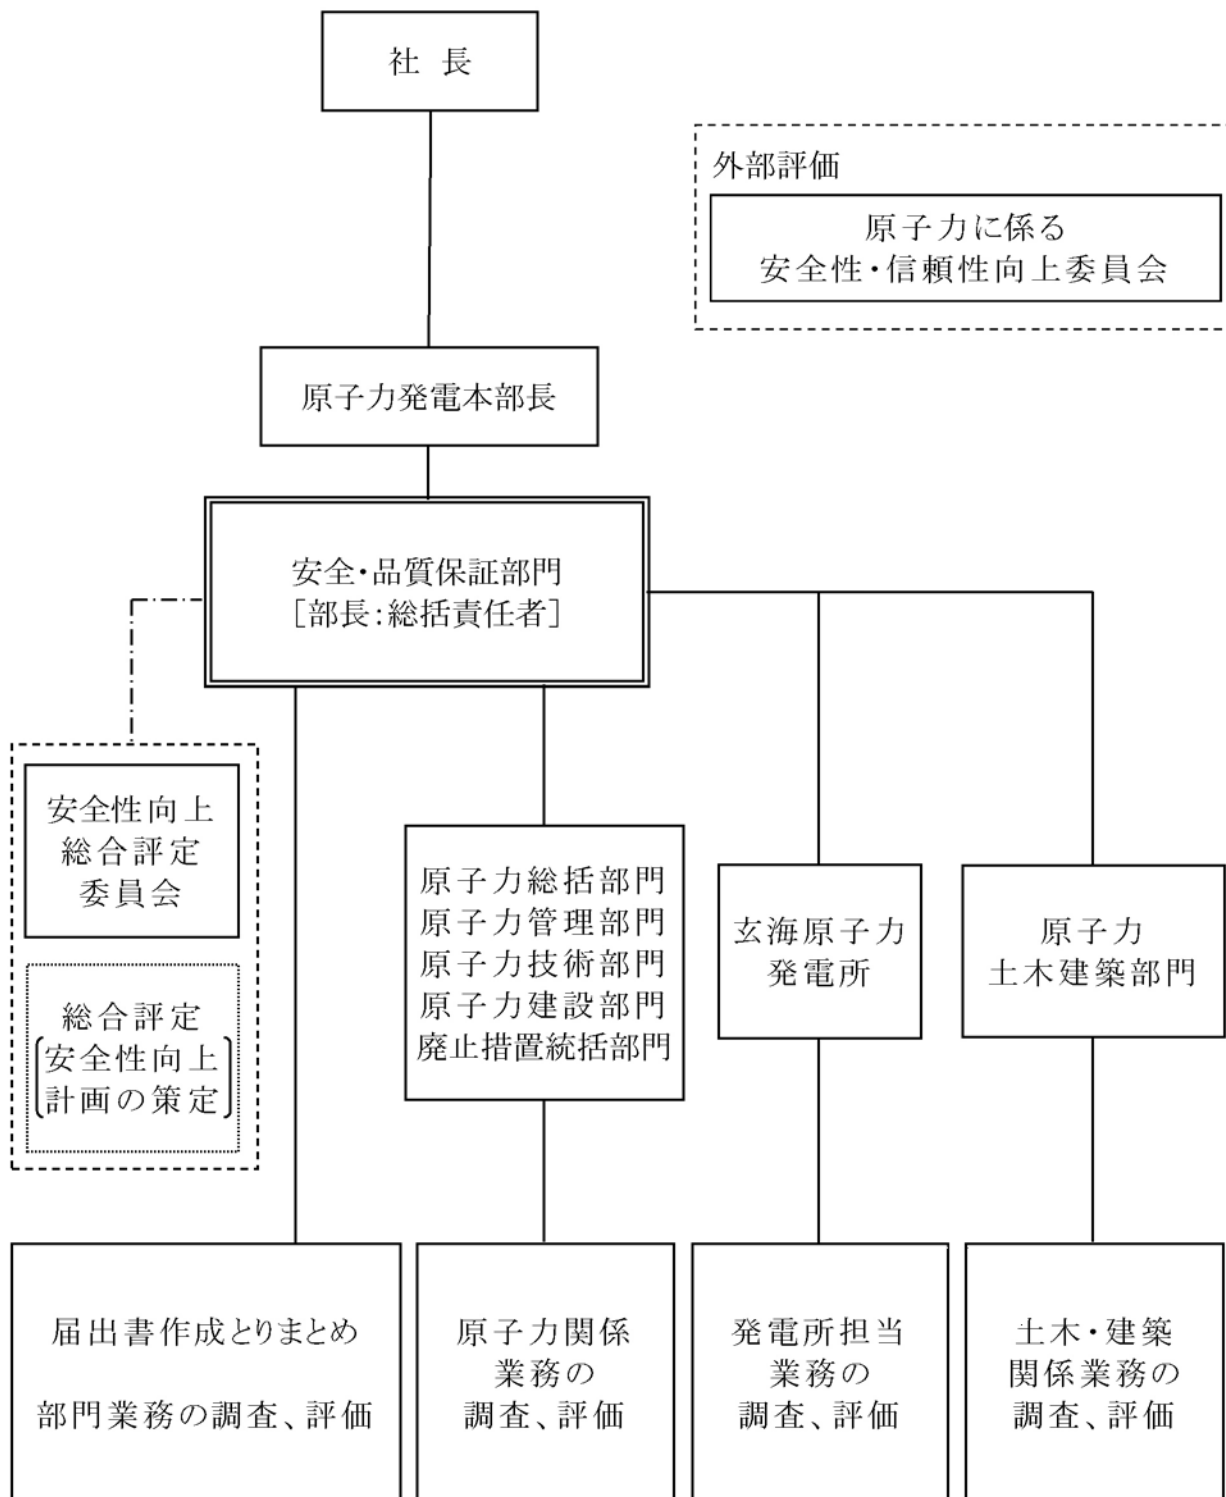 社 長
外部評価
原子力に係る
安全性・信頼性向上委員会
原子力発電本部長
安全・品質保証部門
[部長:総括責任者]
安全性向上
総合評定
委員会
総合評定
安全性向上
計画の策定
原子力総括部門
原子力管理部門
原子力技術部門
原子力建設部門
廃止措置統括部門
玄海原子力
発電所
原子力
土木建築部門
届出書作成とりまとめ
部門業務の調査、評価
原子力関係
業務の
調査、評価
発電所担当
業務の
調査、評価
土木・建築
関係業務の
調査、評価